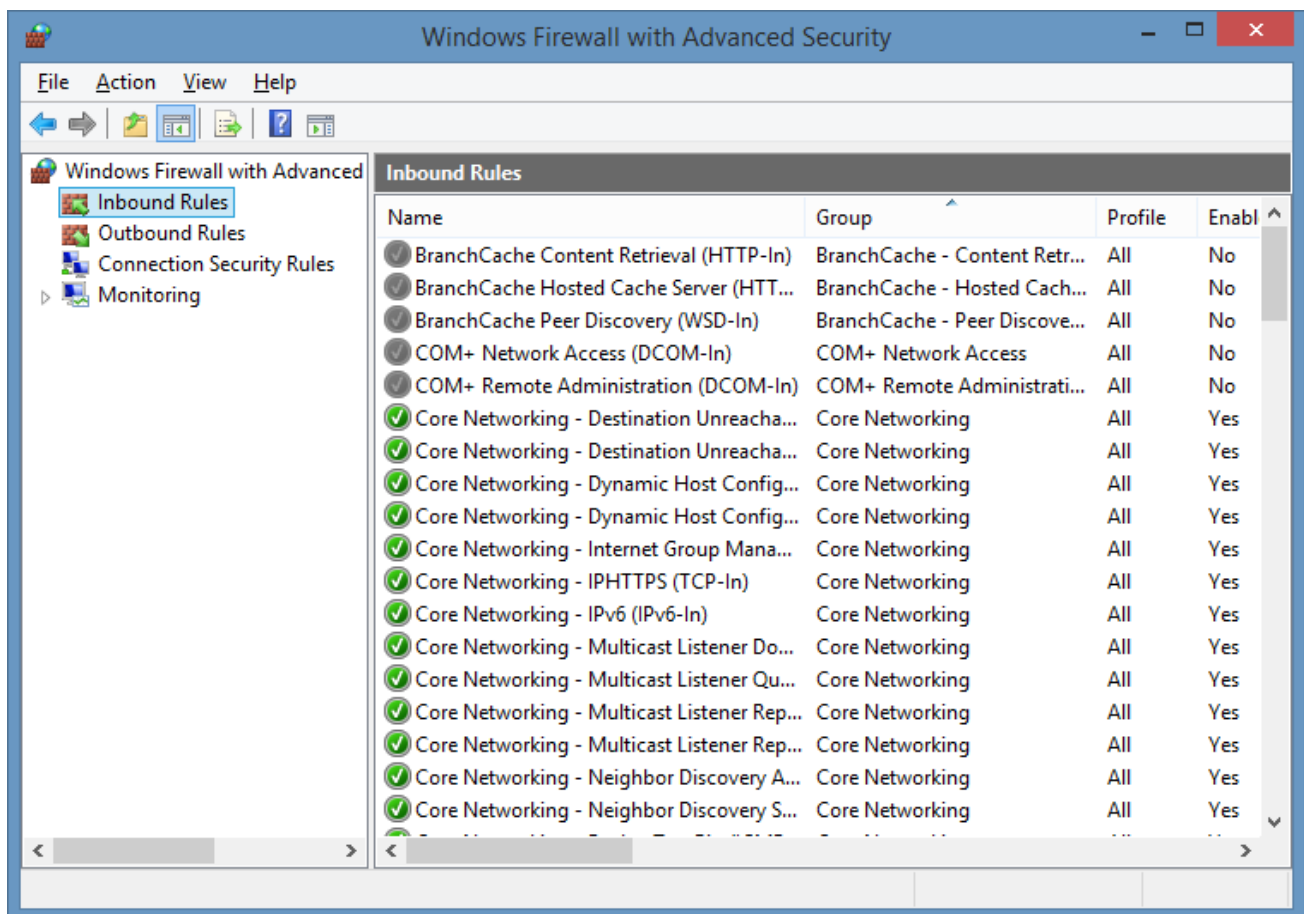 Windows Firewall with Advanced Security
File Action View Help
Windows Firewall with Advanced
Inbound Rules
Outbound Rules
Connection Security Rules
Monitoring
Inbound Rules
Name Group Profile Enabl
BranchCache Content Retrieval (HTTP-In) BranchCache - Content Retr... All No
BranchCache Hosted Cache Server (HTT... BranchCache - Hosted Cach... All No
BranchCache Peer Discovery (WSD-In) BranchCache - Peer Discove... All No
COM+ Network Access (DCOM-In) COM+ Network Access All No
COM+ Remote Administration (DCOM-In) COM+ Remote Administrati... All No
Core Networking - Destination Unreacha... Core Networking All Yes
Core Networking - Destination Unreacha... Core Networking All Yes
Core Networking - Dynamic Host Config... Core Networking All Yes
Core Networking - Dynamic Host Config... Core Networking All Yes
Core Networking - Internet Group Mana... Core Networking All Yes
Core Networking - IPHTTPS (TCP-In) Core Networking All Yes
Core Networking - IPv6 (IPv6-In) Core Networking All Yes
Core Networking - Multicast Listener Do... Core Networking All Yes
Core Networking - Multicast Listener Qu... Core Networking All Yes
Core Networking - Multicast Listener Rep... Core Networking All Yes
Core Networking - Multicast Listener Rep... Core Networking All Yes
Core Networking - Neighbor Discovery A... Core Networking All Yes
Core Networking - Neighbor Discovery S... Core Networking All Yes